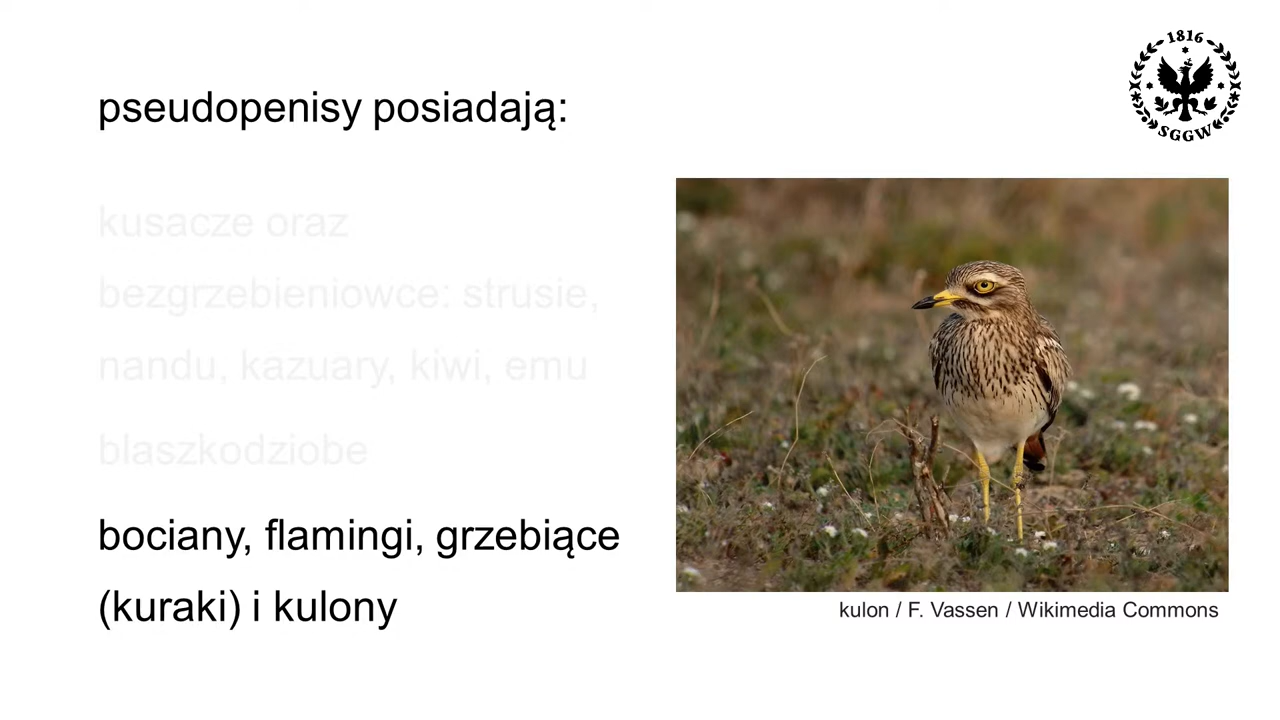 1816
SGGW
pseudopenisy posiadają:
kusacze oraz
bezgrzebieniowce: strusie,
nandu, kazuary, kiwi, emu
blaszkodziobe
bociany, flamingi, grzebiące
(kuraki) i kulony
kulon / F. Vassen / Wikimedia Commons